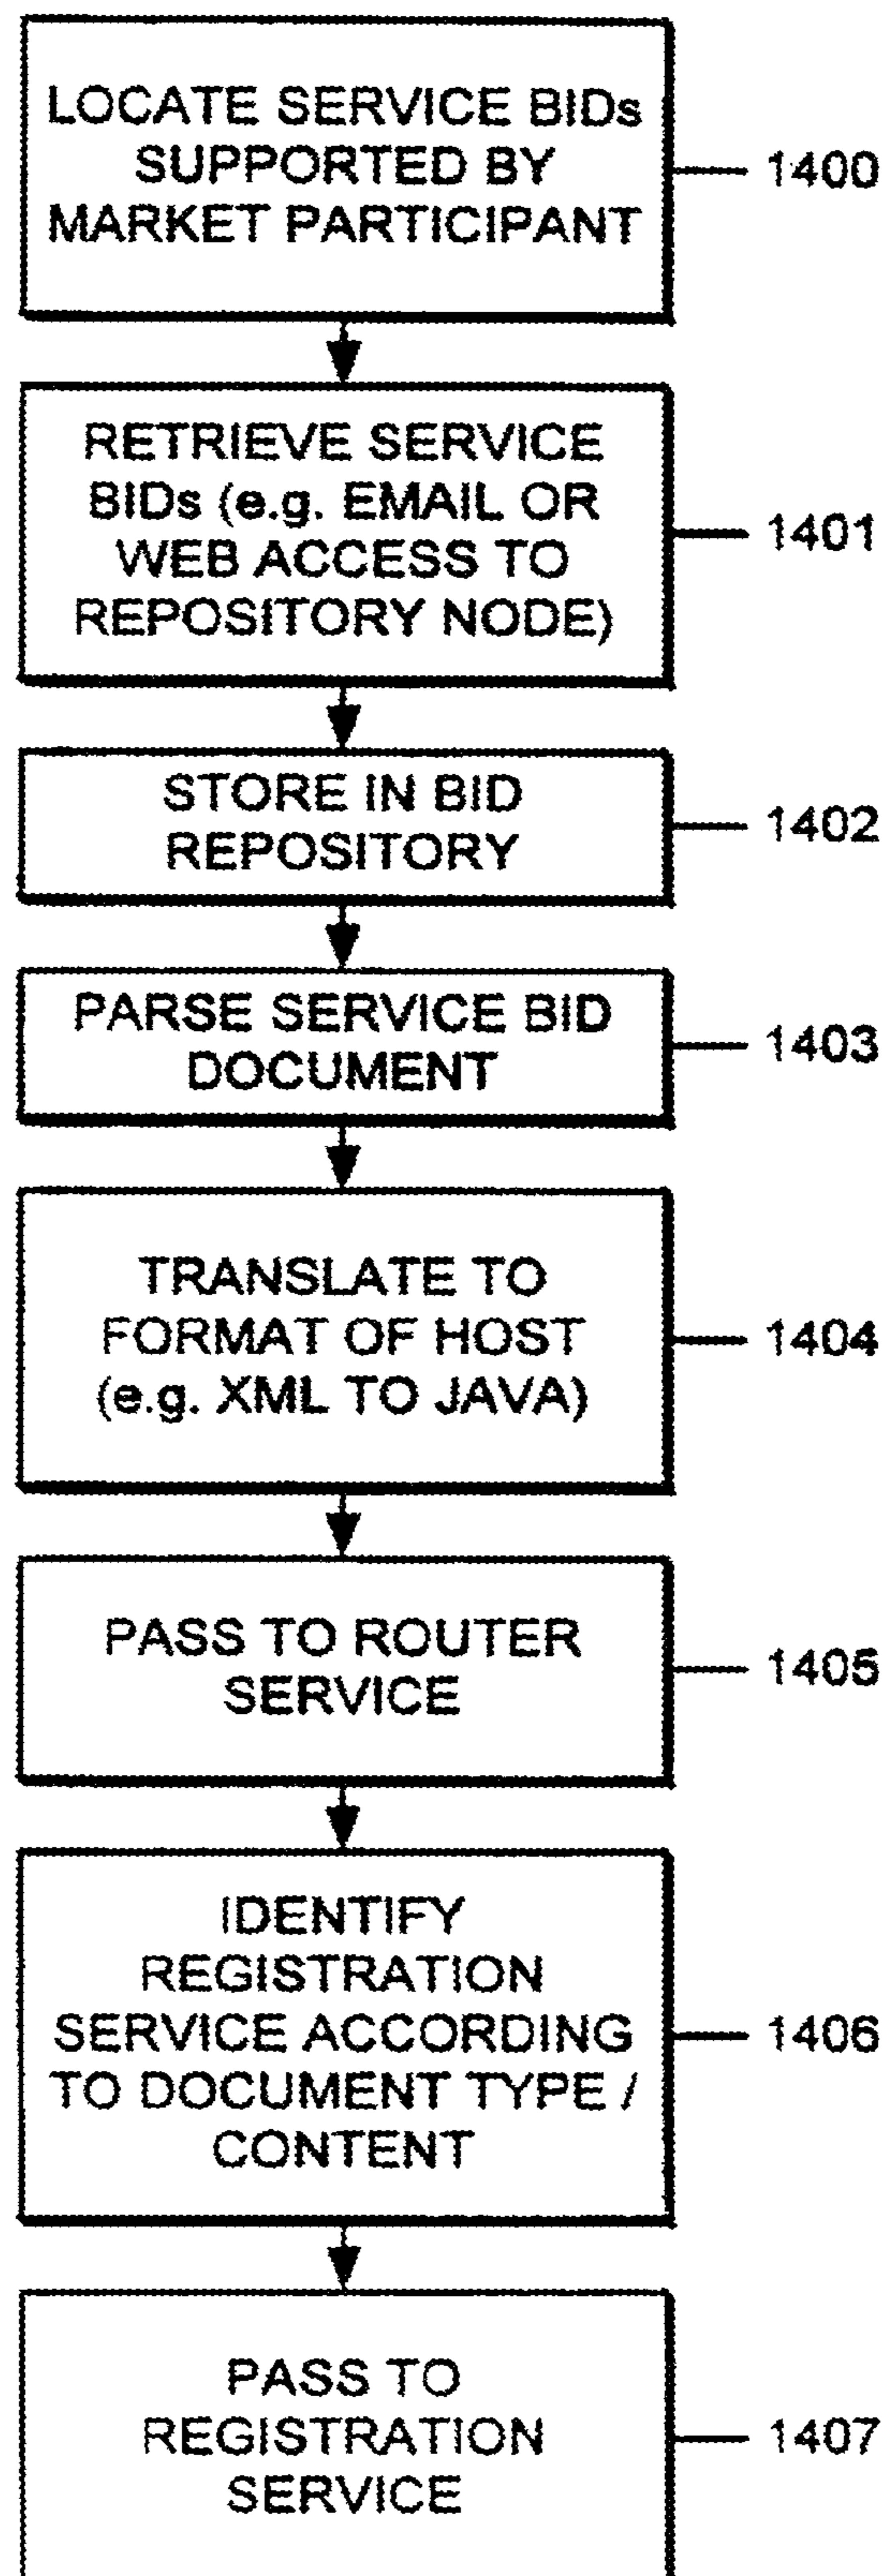 LOCATE SERVICE BIDs
SUPPORTED BY
MARKET PARTICIPANT
1400
RETRIEVE SERVICE
BIDs (e.g. EMAIL OR
WEB ACCESS TO
REPOSITORY NODE)
1401
STORE IN BID
REPOSITORY
1402
PARSE SERVICE BID
DOCUMENT
1403
TRANSLATE TO
FORMAT OF HOST
(e.g. XML TO JAVA)
1404
PASS TO ROUTER
SERVICE
1405
IDENTIFY
REGISTRATION
SERVICE ACCORDING
TO DOCUMENT TYPE /
CONTENT
1406
PASS TO
REGISTRATION
SERVICE
1407